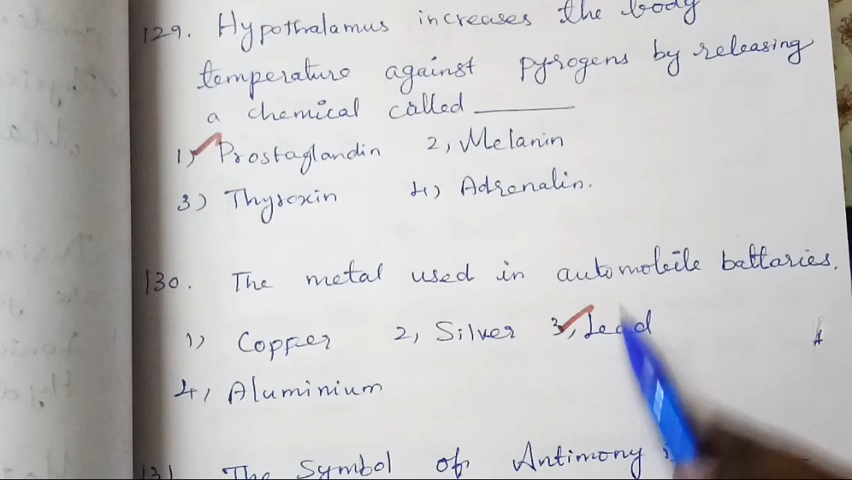 129. Hypothalamus increases the body
temperature against pyrogens by releasing
a chemical called ________
1) Prostaglandin 2, Melanin
3) Thyroxin 4) Adrenalin.
130. The metal used in automobile battaries.
1) Copper 2, Silver 3, Lead
4, Aluminium
131. The Symbol of Antimony